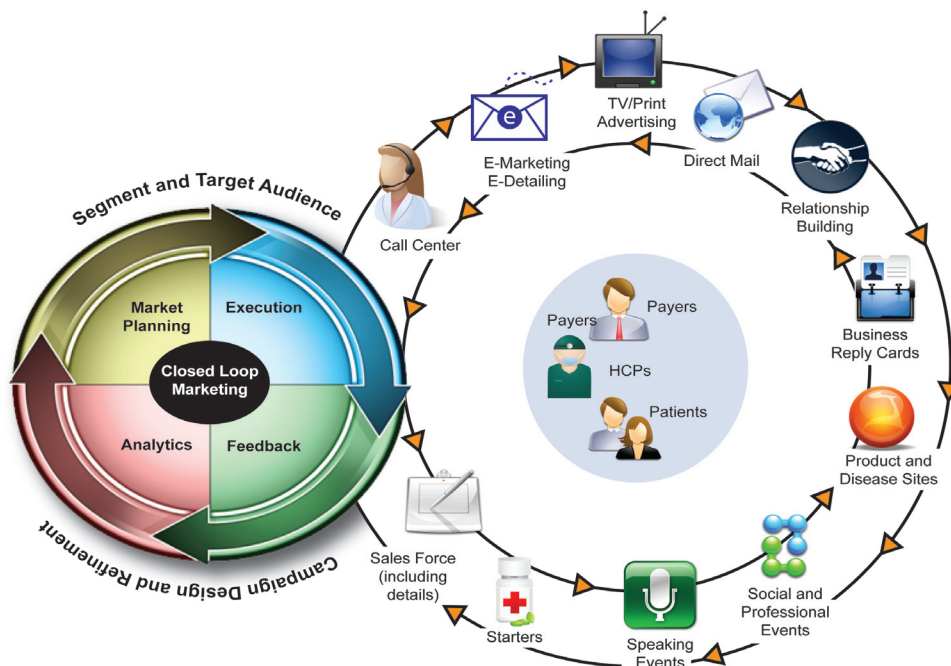 Segment and Target Audience
Market
Planning
Execution
Closed Loop
Marketing
Analytics
Feedback
Campaign Design and Refinement
Call Center
e
E-Marketing
E-Detailing
TV/Print
Advertising
Direct Mail
Relationship
Building
Business
Reply Cards
Product and
Disease Sites
Social and
Professional
Events
Speaking
Events
Starters
Sales Force
(including
details)
Payers
Payers
HCPs
Patients